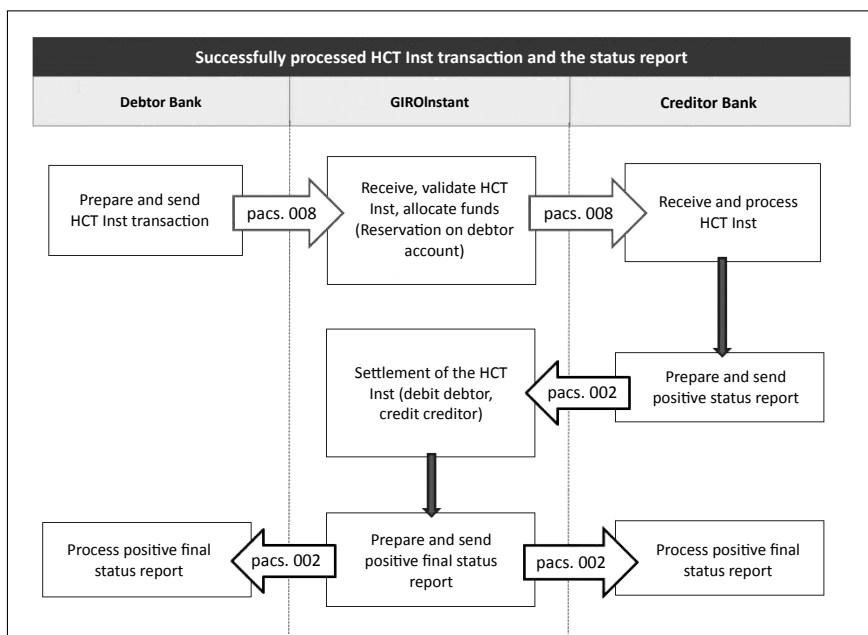 Successfully processed HCT Inst transaction and the status report
Debtor Bank
GIROInstant
Creditor Bank
Prepare and send
HCT Inst transaction
pacs. 008
Receive, validate HCT
Inst, allocate funds
(Reservation on debtor
account)
pacs. 008
Receive and process
HCT Inst
Settlement of the HCT
Inst (debit debtor,
credit creditor)
pacs. 002
Prepare and send
positive status report
Process positive final
status report
pacs. 002
Prepare and send
positive final status
report
pacs. 002
Process positive final
status report